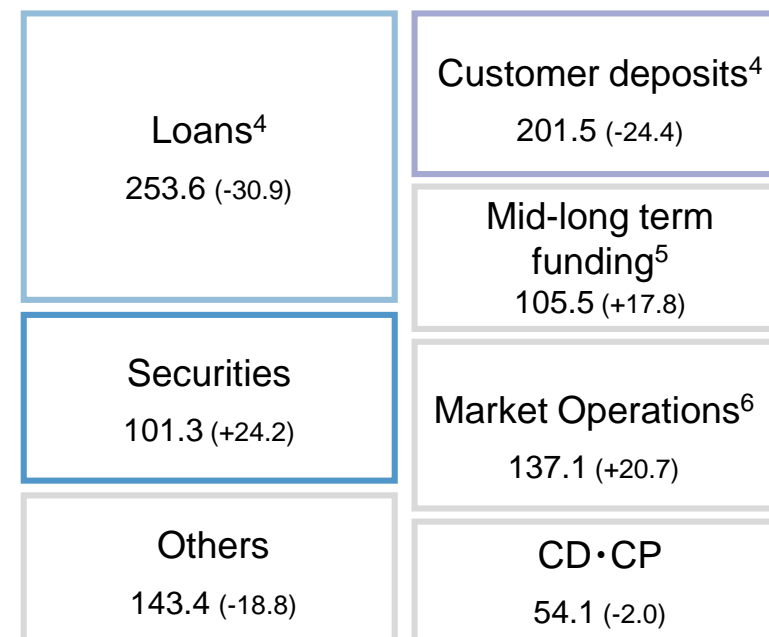 Loans4
253.6 (-30.9)
Securities
101.3 (+24.2)
Others
143.4 (-18.8)
Customer deposits4
201.5 (-24.4)
Mid-long term
funding5
105.5 (+17.8)
Market Operations6
137.1 (+20.7)
CD・CP
54.1 (-2.0)